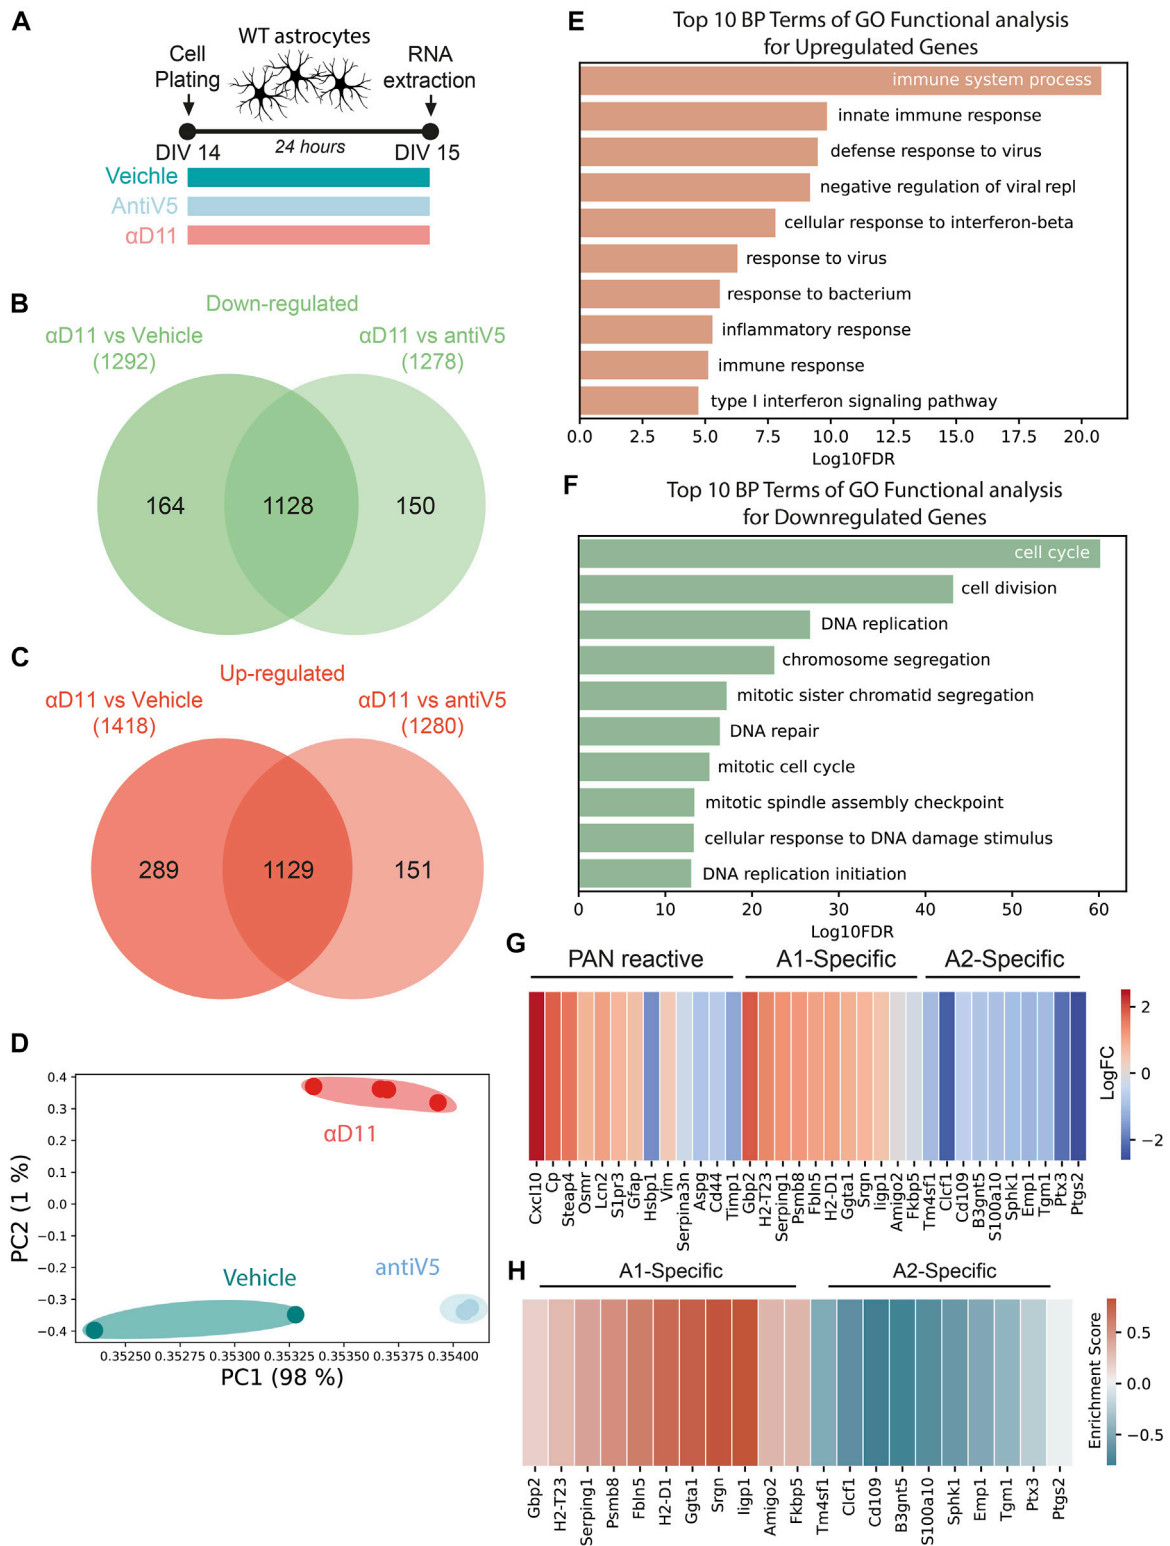 A
WT astrocytes
Cell
Plating
RNA
extraction
24 hours
DIV 14
DIV 15
Veichle
AntiV5
αD11
B
Down-regulated
αD11 vs Vehicle
(1292)
αD11 vs antiV5
(1278)
164
1128
150
C
Up-regulated
αD11 vs Vehicle
(1418)
αD11 vs antiV5
(1280)
289
1129
151
D
PC2 (1 %)
0.4
0.3
0.2
0.1
0.0
−0.1
−0.2
−0.3
−0.4
αD11
Vehicle
antiV5
0.35250
0.35275
0.35300
0.35325
0.35350
0.35375
0.35400
PC1 (98 %)
E
Top 10 BP Terms of GO Functional analysis
for Upregulated Genes
immune system process
innate immune response
defense response to virus
negative regulation of viral repl
cellular response to interferon-beta
response to virus
response to bacterium
inflammatory response
immune response
type I interferon signaling pathway
0.0 2.5 5.0 7.5 10.0 12.5 15.0 17.5 20.0
Log10FDR
F
Top 10 BP Terms of GO Functional analysis
for Downregulated Genes
cell cycle
cell division
DNA replication
chromosome segregation
mitotic sister chromatid segregation
DNA repair
mitotic cell cycle
mitotic spindle assembly checkpoint
cellular response to DNA damage stimulus
DNA replication initiation
0 10 20 30 40 50 60
Log10FDR
G
PAN reactive
A1-Specific
A2-Specific
Cxcl10
Cp
Steap4
Osmr
Lcn2
S1pr3
Gfap
Hsbp1
Vim
Serpina3n
Aspg
Cd44
Timp1
Gbp2
H2-T23
Serping1
Psmb8
Fbln5
H2-D1
Ggta1
Srgn
Iigp1
Amigo2
Fkbp5
Tm4sf1
Clcf1
Cd109
B3gnt5
S100a10
Sphk1
Emp1
Tgm1
Ptx3
Ptgs2
2
0
−2
LogFC
H
A1-Specific
A2-Specific
Gbp2
H2-T23
Serping1
Psmb8
Fbln5
H2-D1
Ggta1
Srgn
Iigp1
Amigo2
Fkbp5
Tm4sf1
Clcf1
Cd109
B3gnt5
S100a10
Sphk1
Emp1
Tgm1
Ptx3
Ptgs2
0.5
0.0
−0.5
Enrichment Score